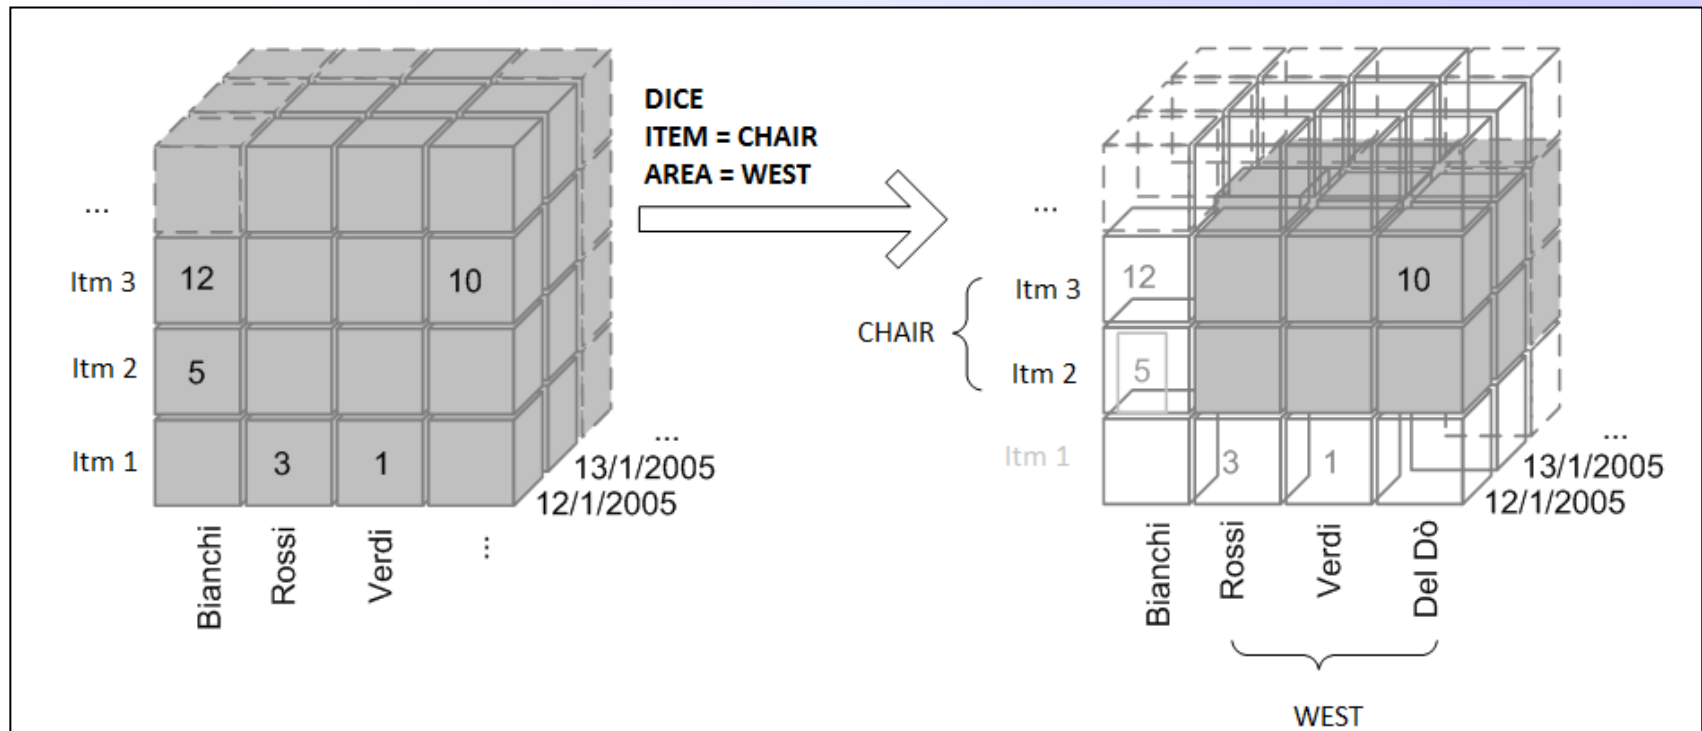 DICE
ITEM = CHAIR
AREA = WEST
...
Itm 3
12
10
Itm 2
5
Itm 1
3
1
...
13/1/2005
12/1/2005
Bianchi
Rossi
Verdi
...
...
Itm 3
12
10
CHAIR
Itm 2
5
Itm 1
3
1
...
13/1/2005
12/1/2005
Bianchi
Rossi
Verdi
Del Dò
WEST